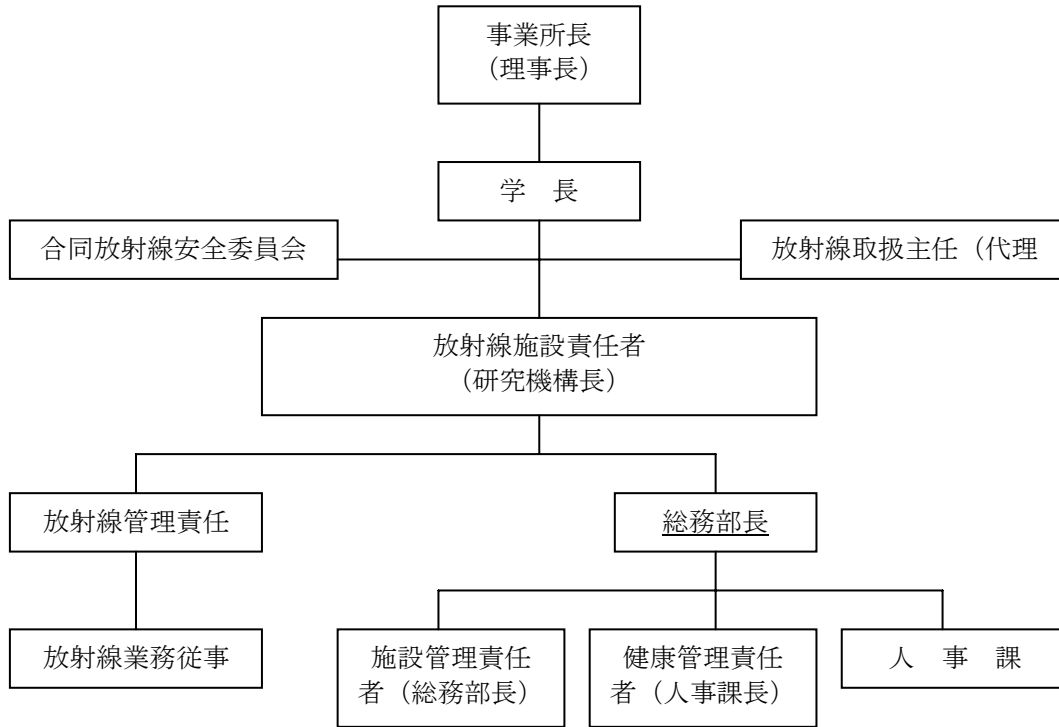 事業所長
（理事長）
学　長
合同放射線安全委員会
放射線取扱主任（代理
放射線施設責任者
（研究機構長）
放射線管理責任
総務部長
放射線業務従事
施設管理責任
者（総務部長）
健康管理責任
者（人事課長）
人　事　課